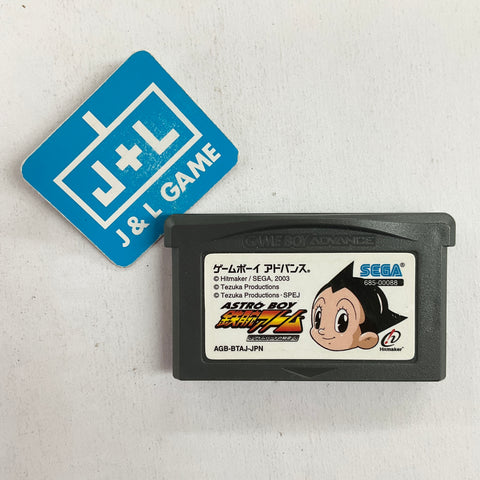 J+L
J & L GAME
GAME BOY ADVANCE
ゲームボーイ アドバンス®
© Hitmaker / SEGA, 2003
© Tezuka Productions
© Tezuka Productions・SPEJ
SEGA
685-00088
ASTRO BOY
鉄腕アトム
AGB-BTAJ-JPN
Hitmaker